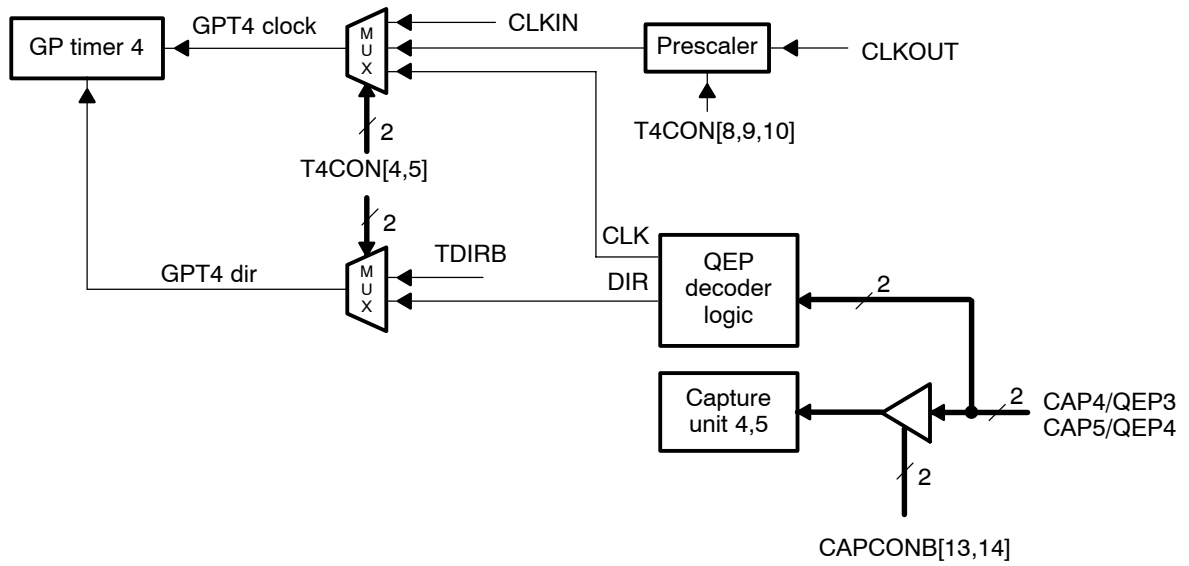 GPT4 clock
CLKIN
GP timer 4
M
U
X
Prescaler
CLKOUT
2
T4CON[8,9,10]
T4CON[4,5]
2
CLK
TDIRB
QEP
decoder
logic
GPT4 dir
M
U
X
DIR
2
Capture
unit 4,5
2
CAP4/QEP3
CAP5/QEP4
2
CAPCONB[13,14]